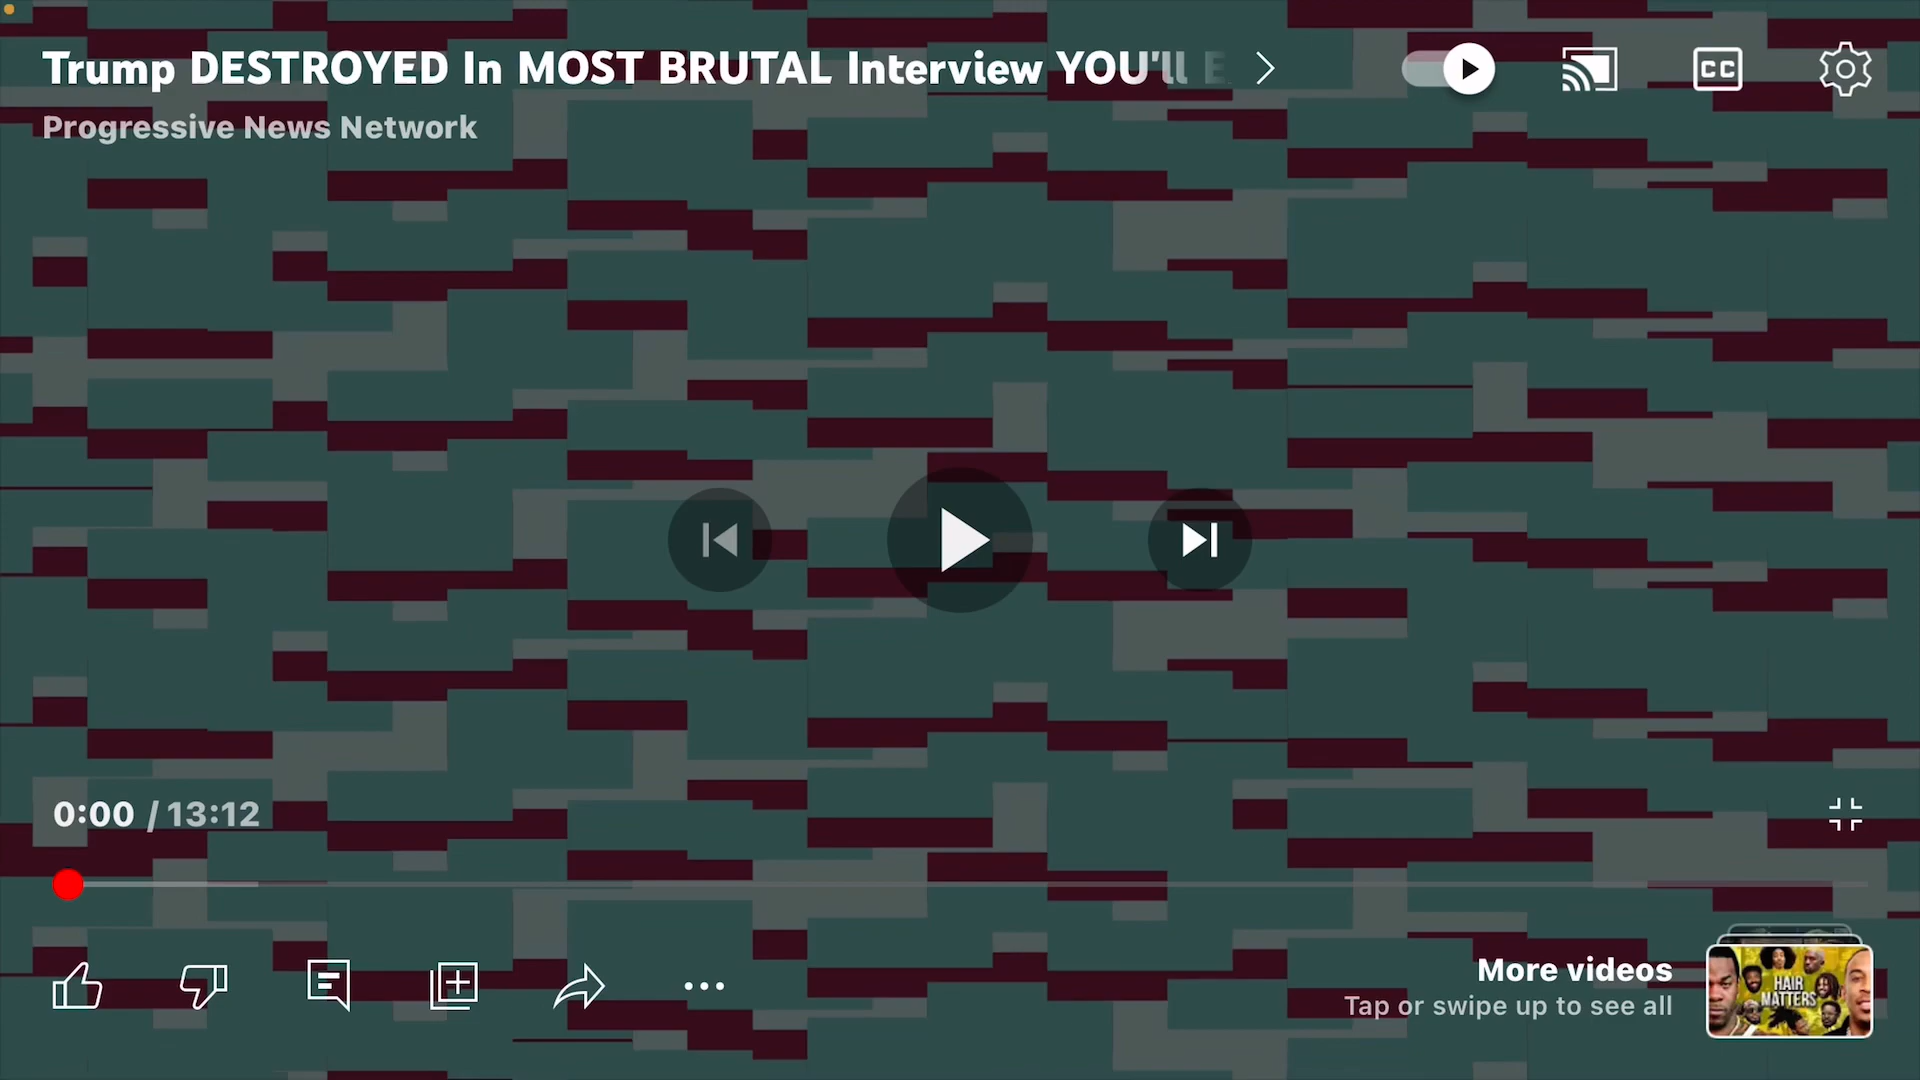 Trump DESTROYED In MOST BRUTAL Interview YOU'll E
Progressive News Network
CC
0:00 / 13:12
More videos
Tap or swipe up to see all
HAIR
MATTERS